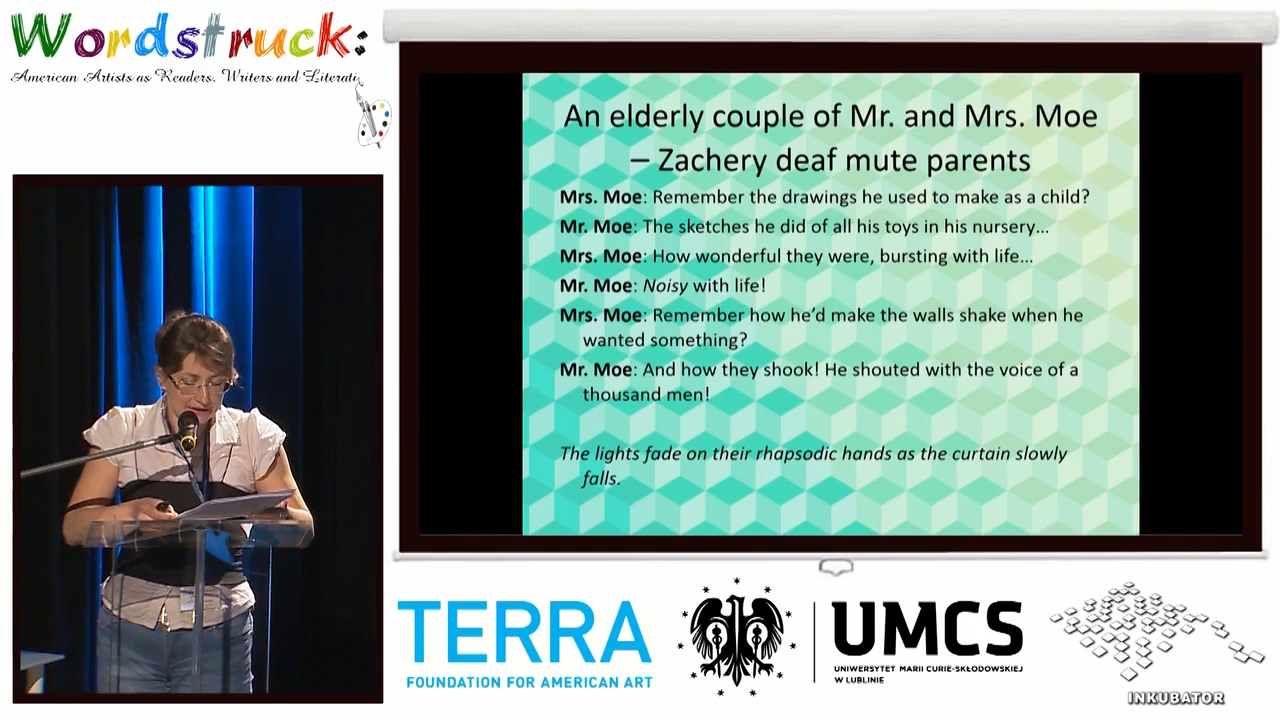 Wordstruck:
American Artists as Readers, Writers and Literati
An elderly couple of Mr. and Mrs. Moe
– Zachery deaf mute parents
Mrs. Moe: Remember the drawings he used to make as a child?
Mr. Moe: The sketches he did of all his toys in his nursery…
Mrs. Moe: How wonderful they were, bursting with life…
Mr. Moe: Noisy with life!
Mrs. Moe: Remember how he’d make the walls shake when he
wanted something?
Mr. Moe: And how they shook! He shouted with the voice of a
thousand men!
The lights fade on their rhapsodic hands as the curtain slowly
falls.
TERRA
FOUNDATION FOR AMERICAN ART
UMCS
UNIWERSYTET MARII CURIE-SKŁODOWSKIEJ
W LUBLINIE
INKUBATOR